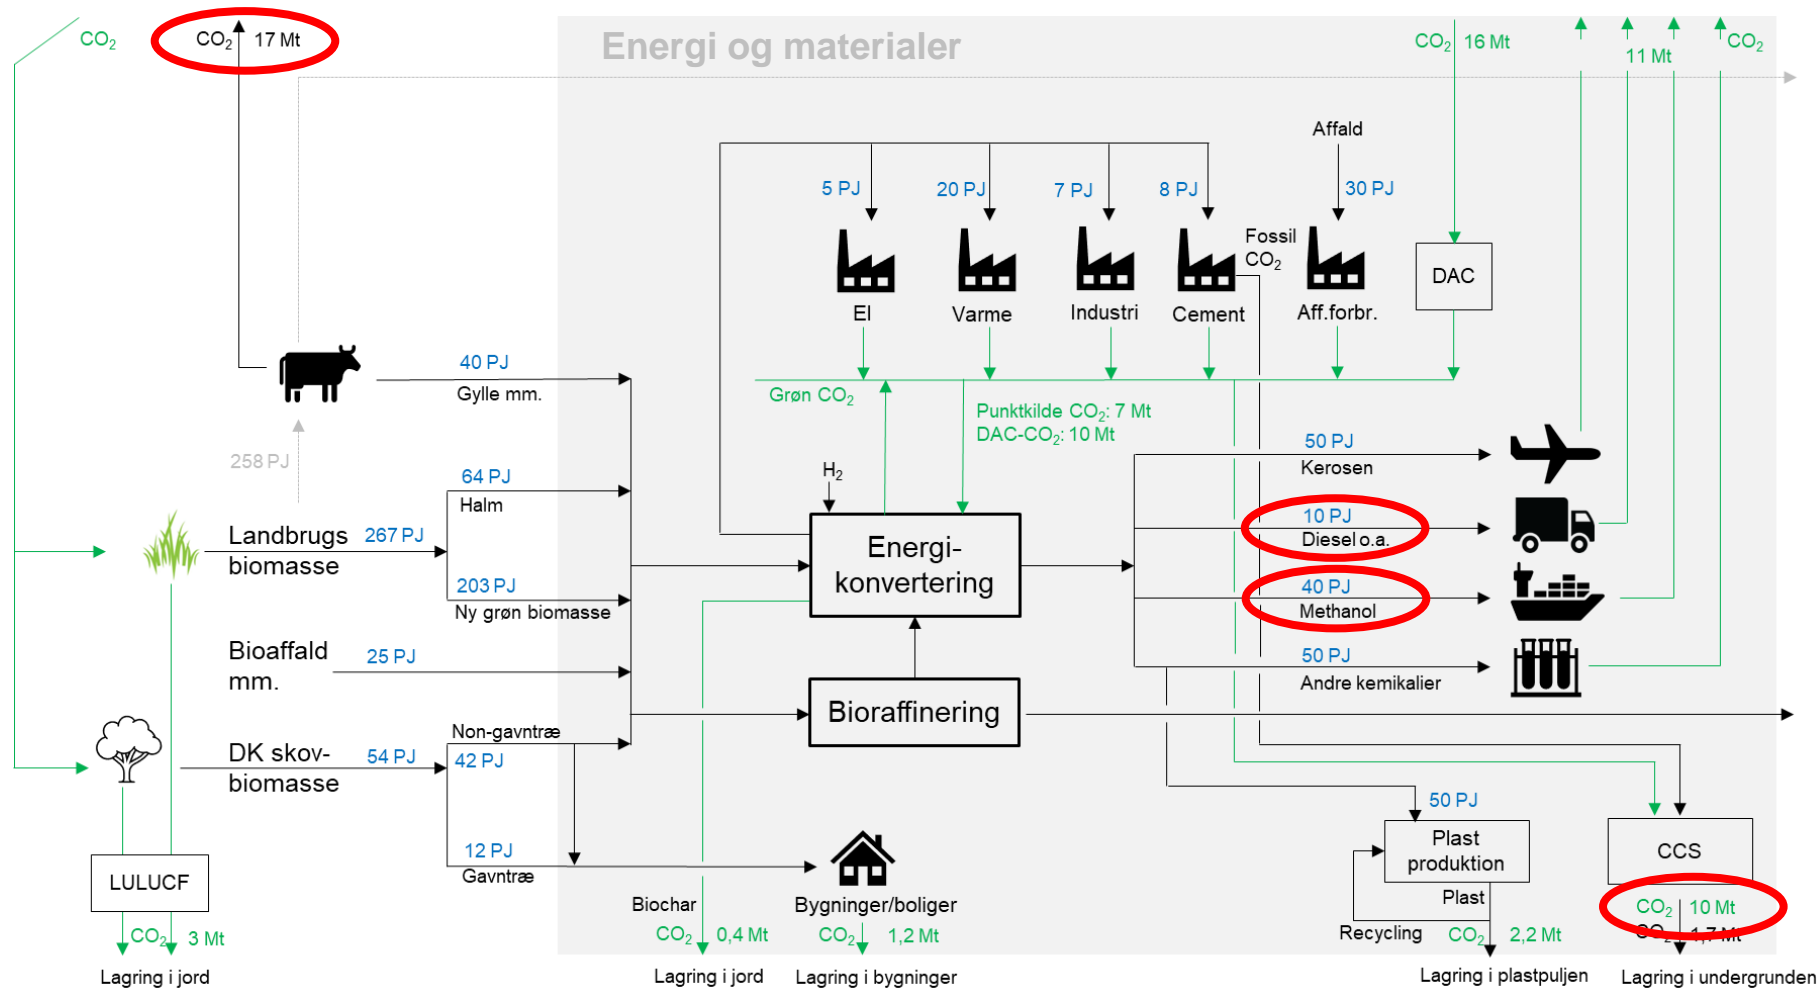 CO2
CO2 17 Mt
Energi og materialer
CO2 16 Mt
11 Mt
CO2
Affald
5 PJ
20 PJ
7 PJ
8 PJ
30 PJ
Fossil
CO2
DAC
El
Varme
Industri
Cement
Aff.forbr.
40 PJ
Gylle mm.
Grøn CO2
Punktkilde CO2: 7 Mt
DAC-CO2: 10 Mt
258 PJ
H2
50 PJ
Kerosen
64 PJ
Halm
10 PJ
Diesel o.a.
Landbrugs
biomasse
267 PJ
Energi-
konvertering
203 PJ
Ny grøn biomasse
40 PJ
Methanol
Bioaffald
mm.
25 PJ
50 PJ
Andre kemikalier
Bioraffinering
Non-gavntræ
42 PJ
DK skov-
biomasse
54 PJ
50 PJ
Plast
produktion
CCS
12 PJ
Gavntræ
LULUCF
Plast
Biochar
Bygninger/boliger
CO2 10 Mt
CO2 3 Mt
CO2 0,4 Mt
CO2 1,2 Mt
Recycling
CO2 2,2 Mt
CO2 1,7 Mt
Lagring i jord
Lagring i jord
Lagring i bygninger
Lagring i plastpuljen
Lagring i undergrunden